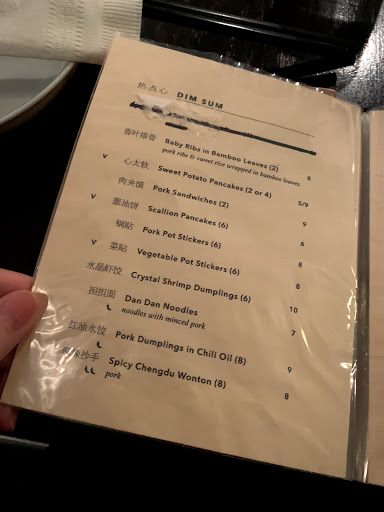 热点心 DIM SUM
香叶排骨 Baby Ribs in Bamboo Leaves (2) 8
pork ribs & sweet rice wrapped in bamboo leaves
v 心太软 Sweet Potato Pancakes (2 or 4) 5/9
肉夹馍 Pork Sandwiches (2) 9
v 葱油饼 Scallion Pancakes (6) 6
锅贴 Pork Pot Stickers (6) 8
v 菜贴 Vegetable Pot Stickers (6) 8
水晶虾饺 Crystal Shrimp Dumplings (6) 10
担担面 Dan Dan Noodles 7
noodles with minced pork
红油水饺 Pork Dumplings in Chili Oil (8) 9
抄手 Spicy Chengdu Wonton (8) 8
pork